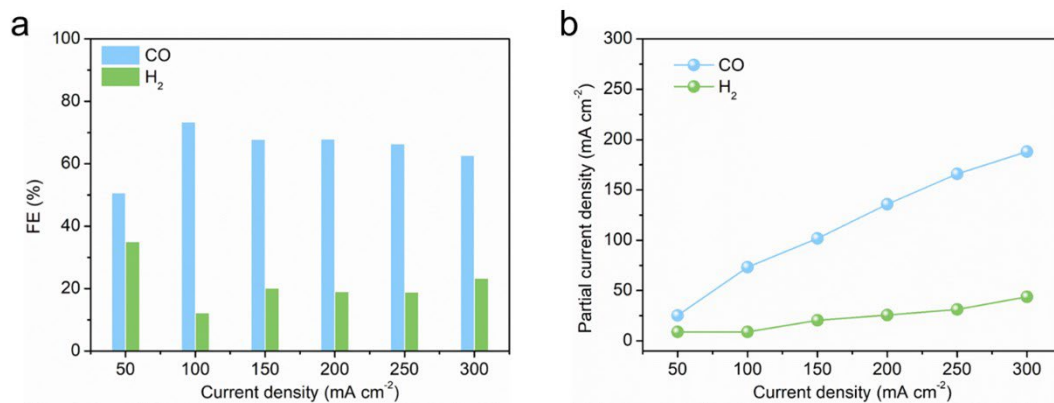 a
100
80
60
40
20
0
FE (%)
CO
H₂
50 100 150 200 250 300
Current density (mA cm⁻²)
b
300
250
200
150
100
50
0
Partial current density (mA cm⁻²)
CO
H₂
50 100 150 200 250 300
Current density (mA cm⁻²)